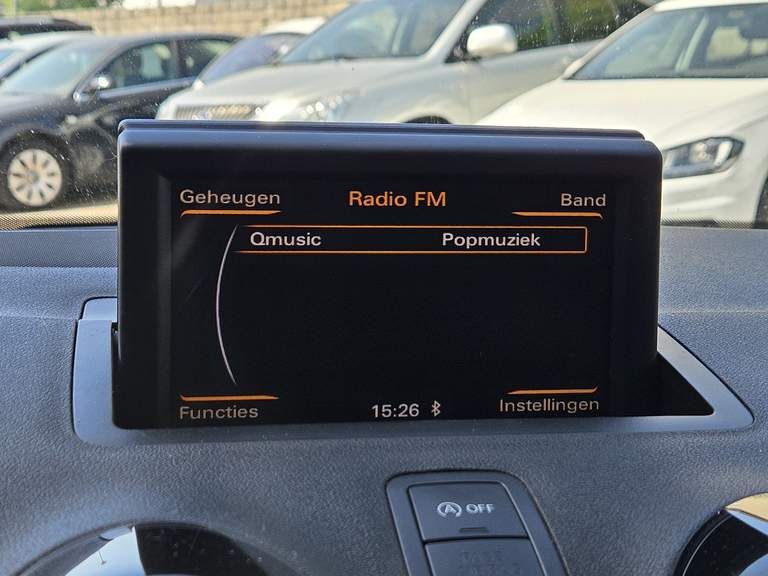 Geheugen Radio FM Band
Qmusic Popmuziek
Functies 15:26 Instellingen
A OFF